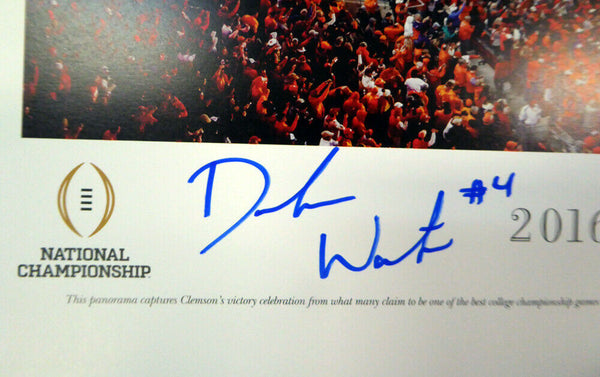 D Wat #4
2016
NATIONAL
CHAMPIONSHIP
This panorama captures Clemson's victory celebration from what many claim to be one of the best college championship games